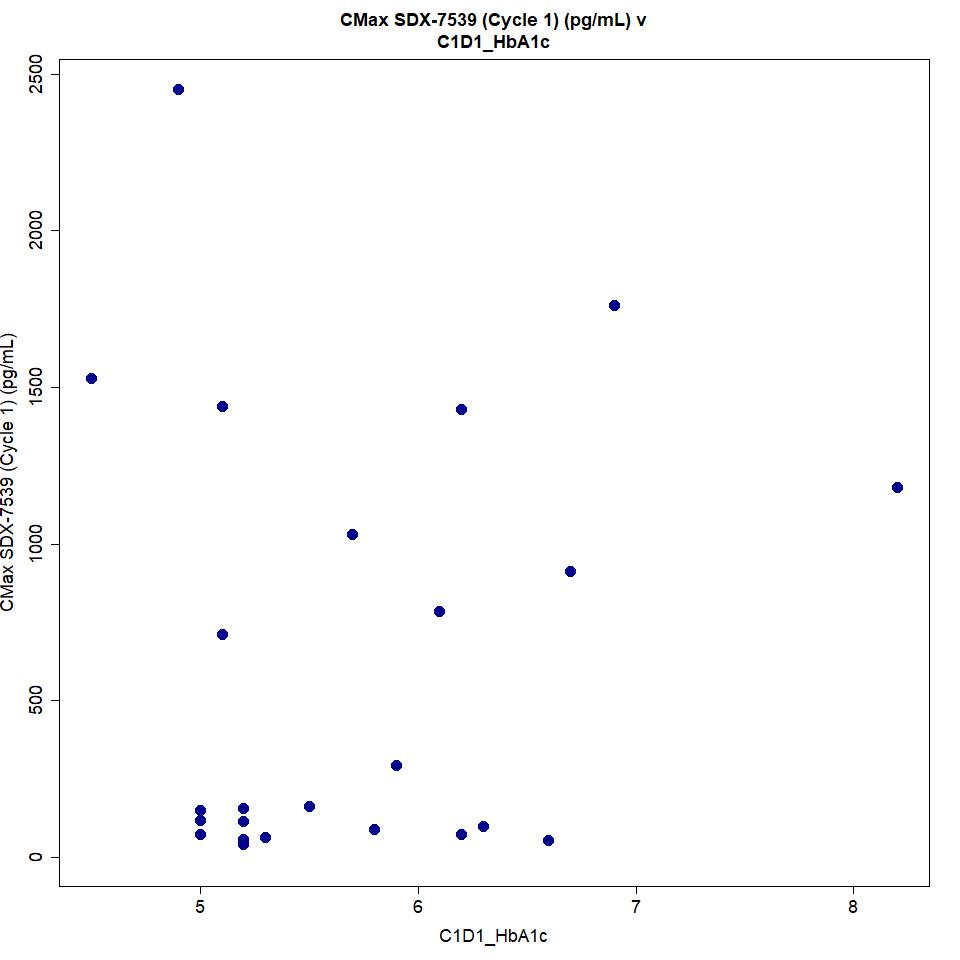 CMax SDX-7539 (Cycle 1) (pg/mL) v
C1D1_HbA1c
CMax SDX-7539 (Cycle 1) (pg/mL)
2500
2000
1500
1000
500
0
5 6 7 8
C1D1_HbA1c